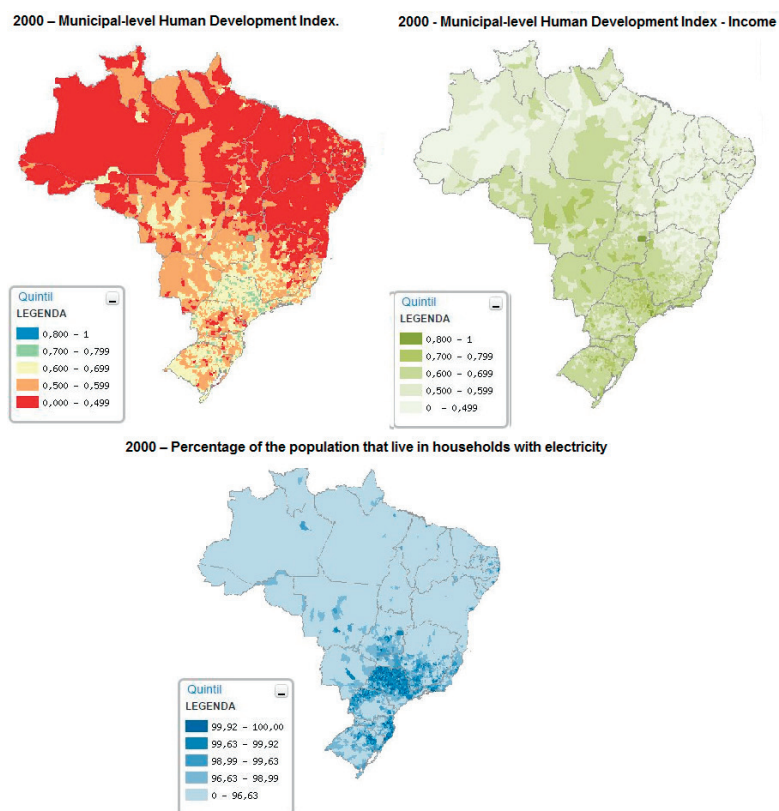 2000 – Municipal-level Human Development Index.
2000 - Municipal-level Human Development Index - Income
Quintil
LEGENDA
0,800 - 1
0,700 - 0,799
0,600 - 0,699
0,500 - 0,599
0,000 - 0,499
Quintil
LEGENDA
0,800 - 1
0,700 - 0,799
0,600 - 0,699
0,500 - 0,599
0 - 0,499
2000 – Percentage of the population that live in households with electricity
Quintil
LEGENDA
99,92 - 100,00
99,63 - 99,92
98,99 - 99,63
96,63 - 98,99
0 - 96,63